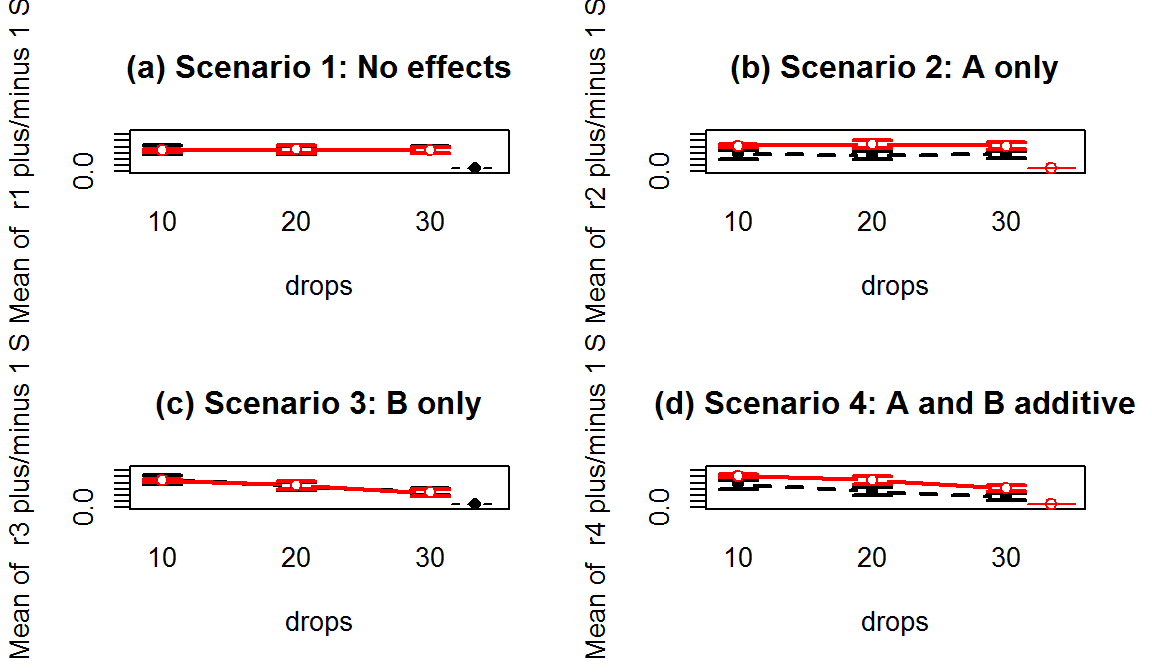 (a) Scenario 1: No effects
Mean of r1 plus/minus 1 S
0.0
10 20 30
drops
(b) Scenario 2: A only
Mean of r2 plus/minus 1 S
0.0
10 20 30
drops
(c) Scenario 3: B only
Mean of r3 plus/minus 1 S
0.0
10 20 30
drops
(d) Scenario 4: A and B additive
Mean of r4 plus/minus 1 S
0.0
10 20 30
drops